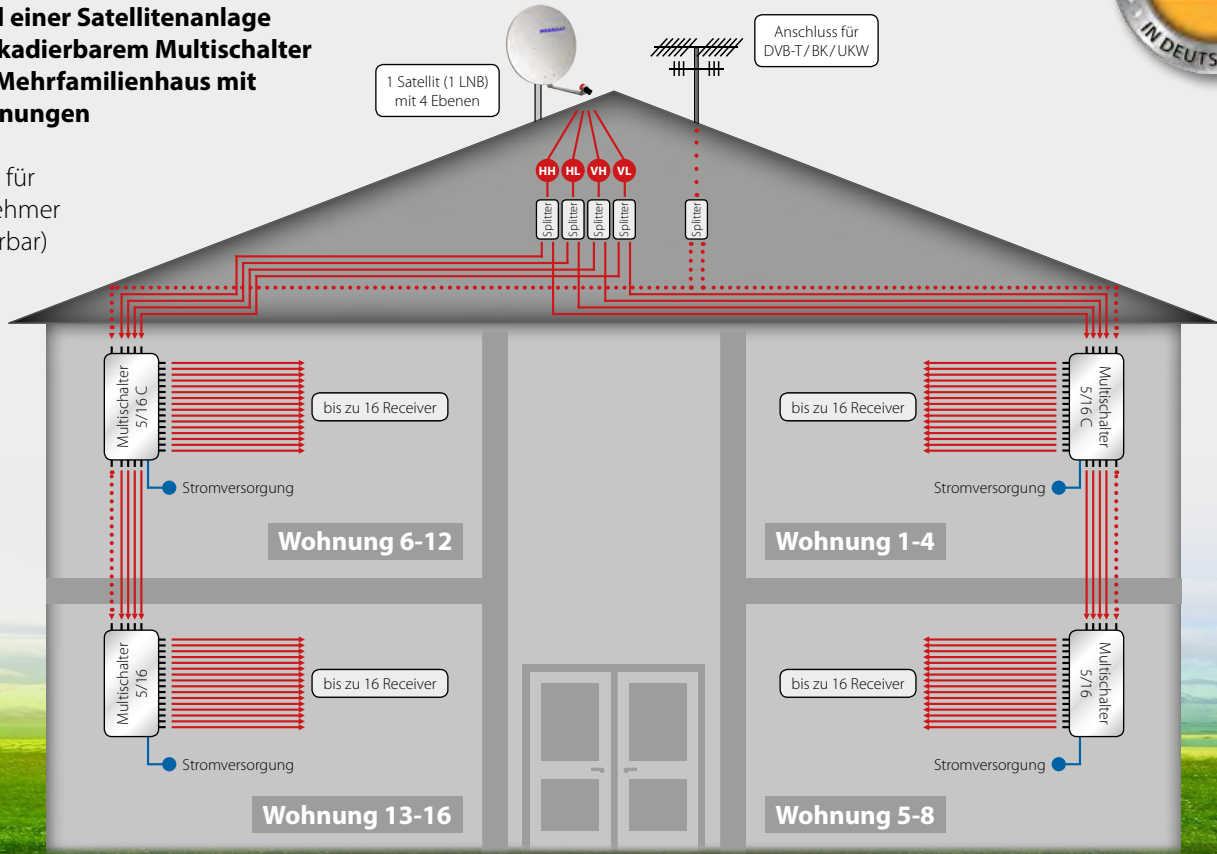 einer Satellitenanlage
kadierbarem Multischalter
Mehrfamilienhaus mit
nungen
für
ehmer
rbar)
1 Satellit (1 LNB)
mit 4 Ebenen
Anschluss für
DVB-T / BK / UKW
IN DEUTS
HH HL VH VL
Splitter Splitter Splitter Splitter Splitter
Multischalter
5/16 C
bis zu 16 Receiver
Stromversorgung
Wohnung 6-12
bis zu 16 Receiver
Multischalter
5/16 C
Stromversorgung
Wohnung 1-4
Multischalter
5/16
bis zu 16 Receiver
Stromversorgung
Wohnung 13-16
bis zu 16 Receiver
Multischalter
5/16
Stromversorgung
Wohnung 5-8